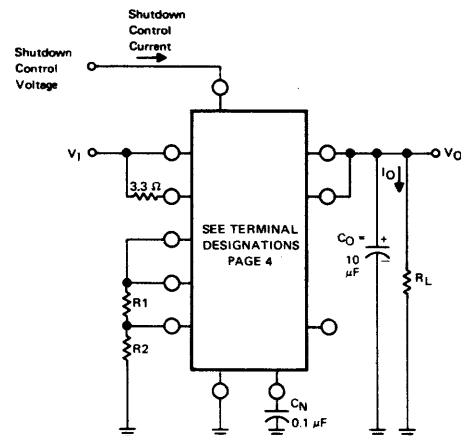 Shutdown
Control
Current
Shutdown
Control
Voltage
VI
VO
IO
3.3 Ω
SEE TERMINAL
DESIGNATIONS
PAGE 4
CO =
10
μF
+
−
RL
R1
R2
CN
0.1 μF